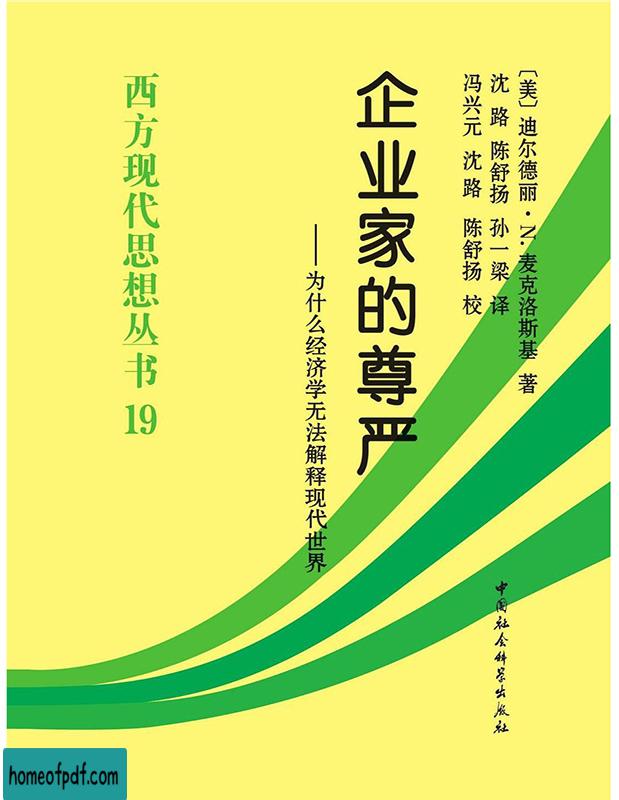 〔美〕迪尔德丽·N.麦克洛斯基 著
沈 路 陈舒扬 孙一梁 译
冯兴元 沈 路 陈舒扬 校
企业家的尊严
——为什么经济学无法解释现代世界
西方现代思想丛书19
中国社会科学出版社
homeofpdf.com